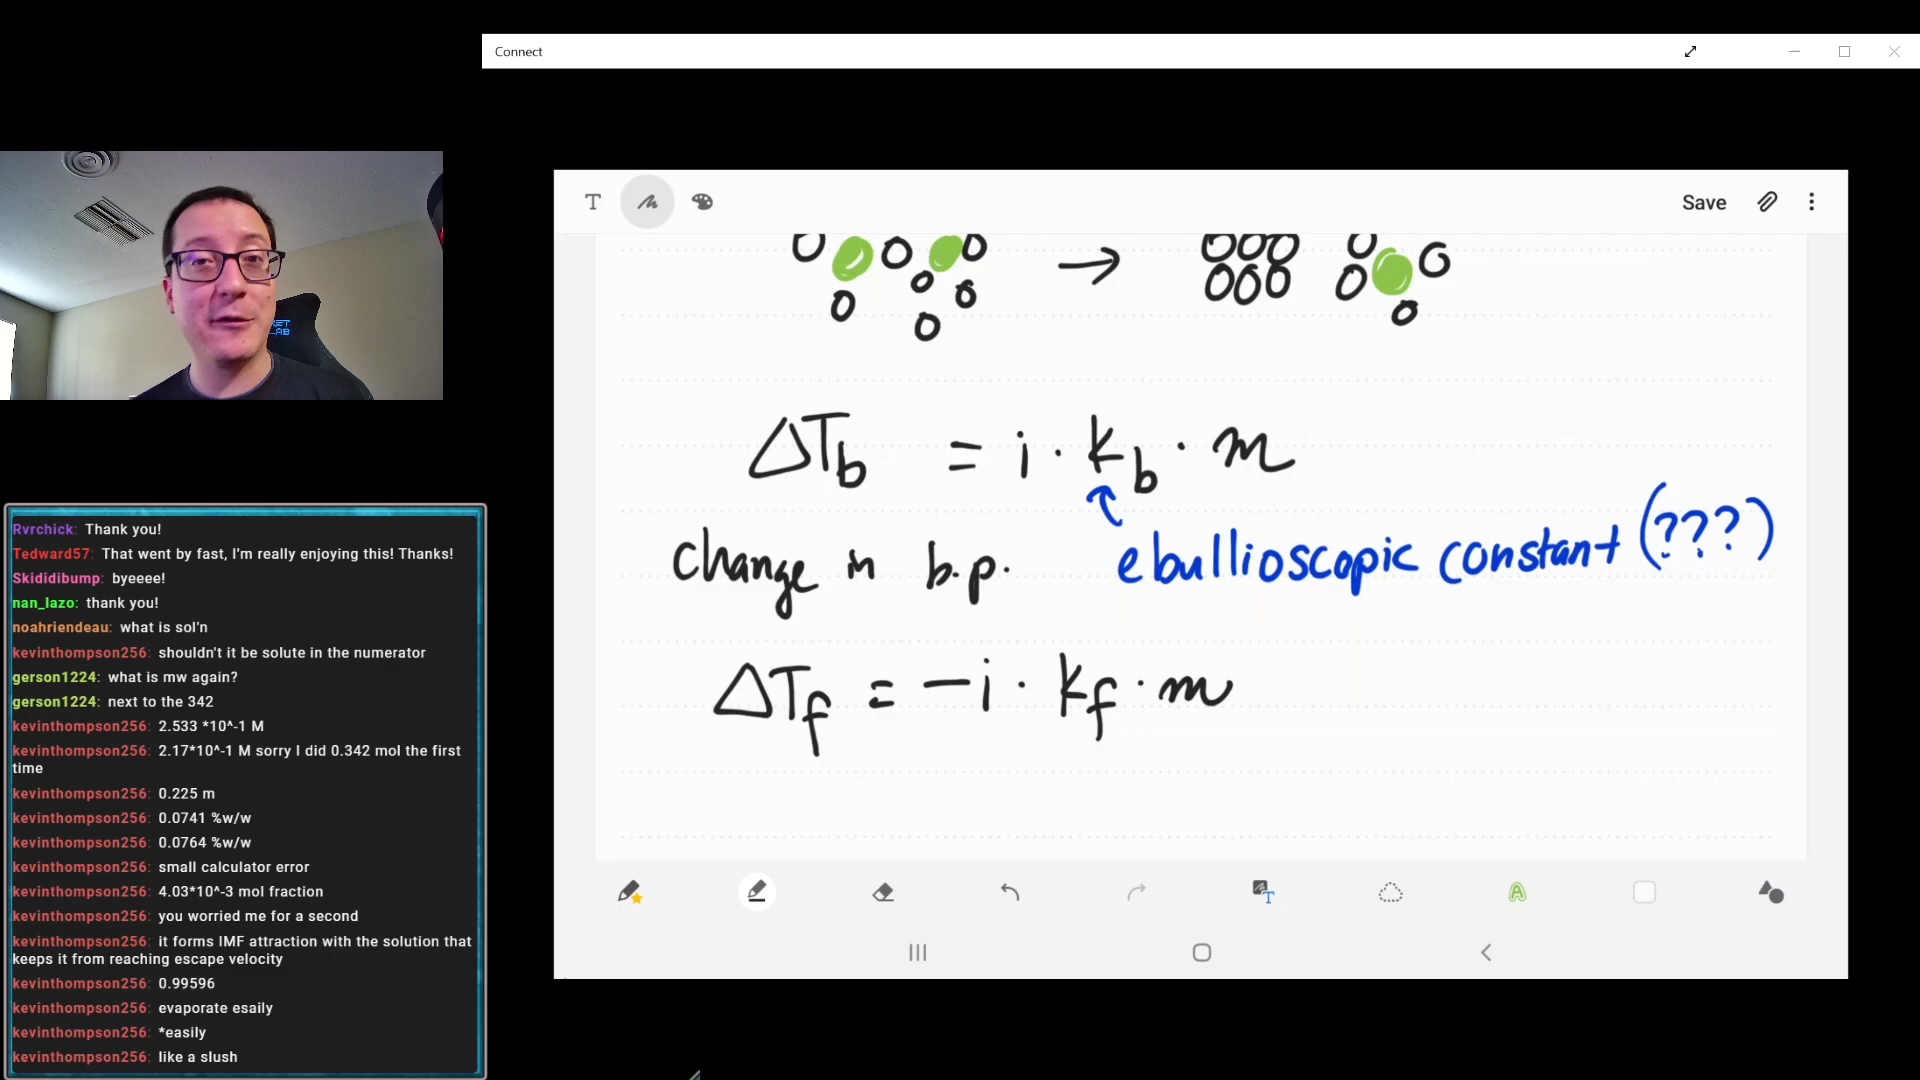 Connect
Save
ΔTb = i · kb · m
change in b.p.
ebullioscopic constant (???)
ΔTf = -i · kf · m
Rvrchick: Thank you!
Tedward57: That went by fast, I'm really enjoying this! Thanks!
Skididibump: byeeee!
nan_lazo: thank you!
noahriendeau: what is sol'n
kevinthompson256: shouldn't it be solute in the numerator
gerson1224: what is mw again?
gerson1224: next to the 342
kevinthompson256: 2.533 *10^-1 M
kevinthompson256: 2.17*10^-1 M sorry I did 0.342 mol the first
time
kevinthompson256: 0.225 m
kevinthompson256: 0.0741 %w/w
kevinthompson256: 0.0764 %w/w
kevinthompson256: small calculator error
kevinthompson256: 4.03*10^-3 mol fraction
kevinthompson256: you worried me for a second
kevinthompson256: it forms IMF attraction with the solution that
keeps it from reaching escape velocity
kevinthompson256: 0.99596
kevinthompson256: evaporate esaily
kevinthompson256: *easily
kevinthompson256: like a slush